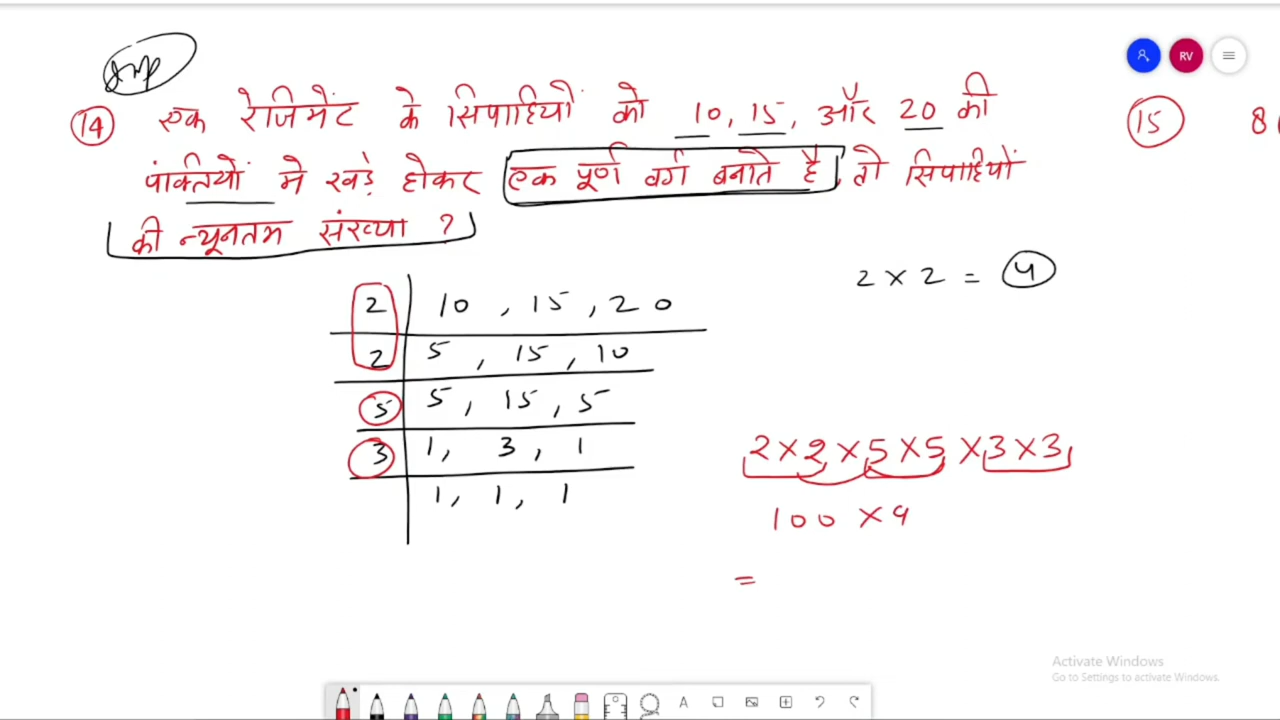 Imp
RV
14 एक रेजिमेंट के सिपाहियों को 10, 15, और 20 की
पंक्तियों मे खड़े होकर एक पूर्ण वर्ग बनाते है, तो सिपाहियों
की न्यूनतम संख्या ?
15 8
2 × 2 = 4
2 | 10 , 15 , 20
2 | 5 , 15 , 10
5 | 5 , 15 , 5
3 | 1, 3 , 1
1, 1, 1
2 × 2 × 5 × 5 × 3 × 3
100 × 9
=
Activate Windows
Go to Settings to activate Windows.
A